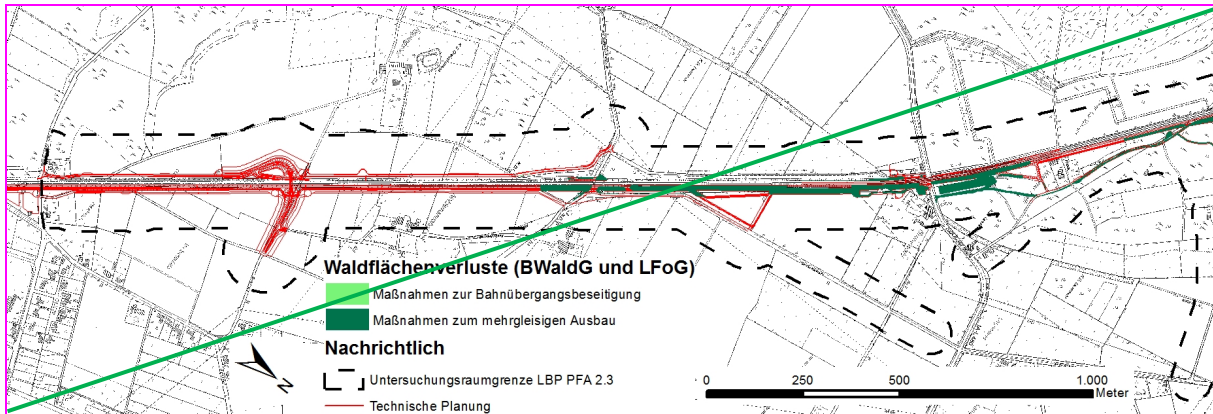 Waldflächenverluste (BWaldG und LFoG)
Maßnahmen zur Bahnübergangsbeseitigung
Maßnahmen zum mehrgleisigen Ausbau
Nachrichtlich
Untersuchungsraumgrenze LBP PFA 2.3
Technische Planung
N
0 250 500 1.000
Meter